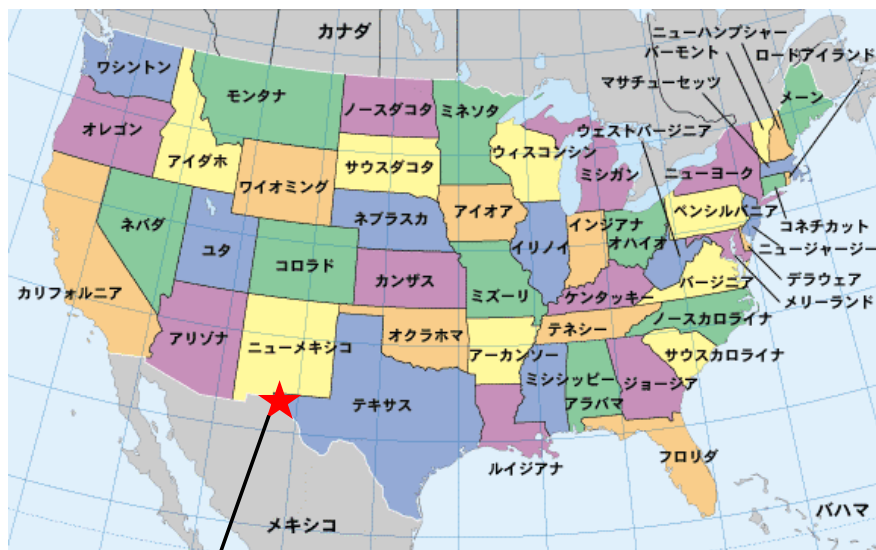 カナダ
ニューハンプシャー
バーモント
ロードアイランド
マサチューセッツ
ワシントン
モンタナ
ノースダコタ
ミネソタ
メーン
オレゴン
アイダホ
サウスダコタ
ウィスコンシン
ウェストバージニア
ミシガン
ニューヨーク
ワイオミング
ネブラスカ
アイオア
ペンシルバニア
ネバダ
ユタ
コロラド
カンザス
イリノイ
インジアナ
オハイオ
コネチカット
ニュージャージー
デラウェア
メリーランド
バージニア
カリフォルニア
ミズーリ
ケンタッキー
ノースカロライナ
アリゾナ
ニューメキシコ
オクラホマ
アーカンソー
テネシー
サウスカロライナ
テキサス
ミシシッピー
アラバマ
ジョージア
ルイジアナ
フロリダ
メキシコ
バハマ